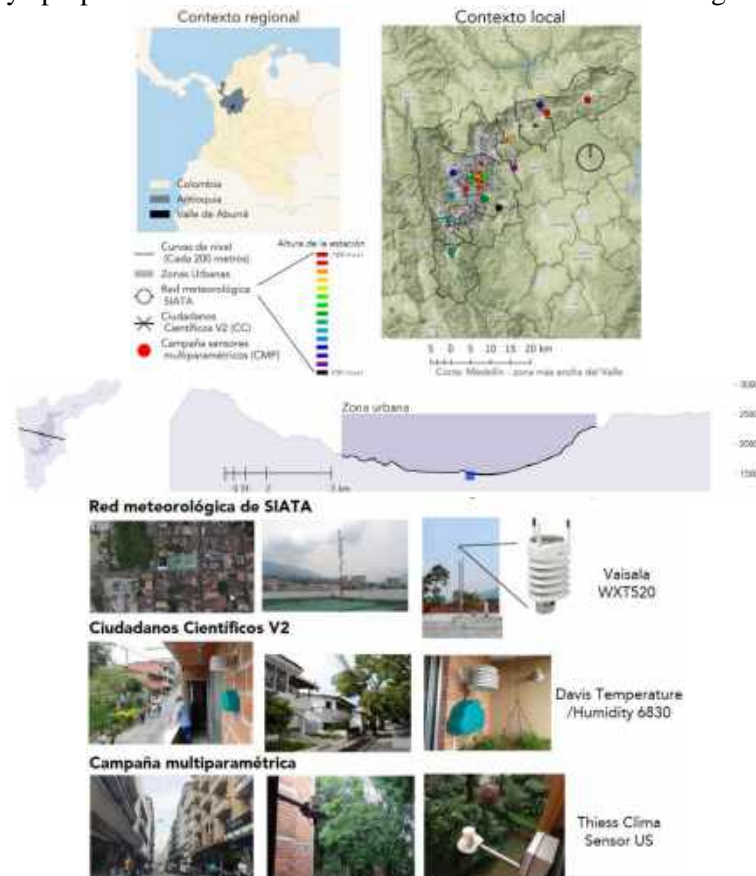 Contexto regional
Contexto local
Colombia
Antioquia
Valle de Aburrá
Curvas de nivel
(Cada 200 metros)
Zonas Urbanas
Red meteorológica
SIATA
Ciudadanos
Científicos V2 (CC)
Campaña sensores
multiparamétricos (CMP)
Altura de la estación
5 0 5 10 15 20 km
Corte: Medellín - zona más ancha del Valle
Zona urbana
3000
2500
2000
1500
Red meteorológica de SIATA
Vaisala
WXT520
Ciudadanos Científicos V2
Davis Temperature
/Humidity 6830
Campaña multiparamétrica
Thiess Clima
Sensor US